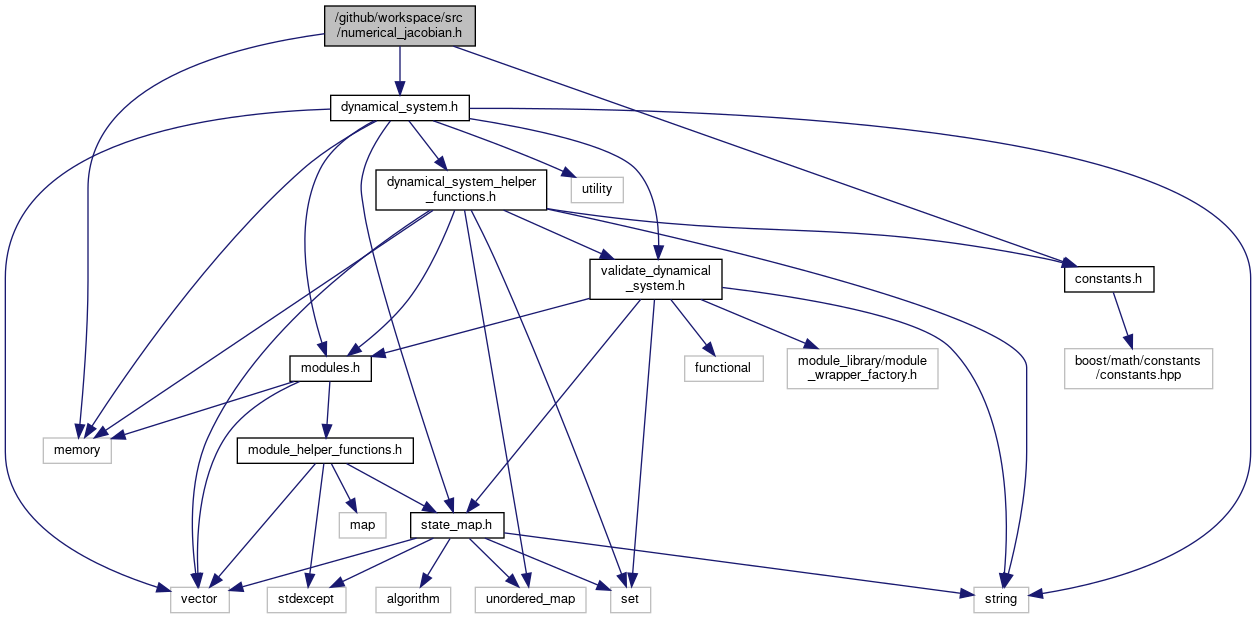 /github/workspace/src
/numerical_jacobian.h
dynamical_system.h
dynamical_system_helper
_functions.h
utility
validate_dynamical
_system.h
constants.h
modules.h
functional
module_library/module
_wrapper_factory.h
boost/math/constants
/constants.hpp
memory
module_helper_functions.h
map
state_map.h
vector
stdexcept
algorithm
unordered_map
set
string